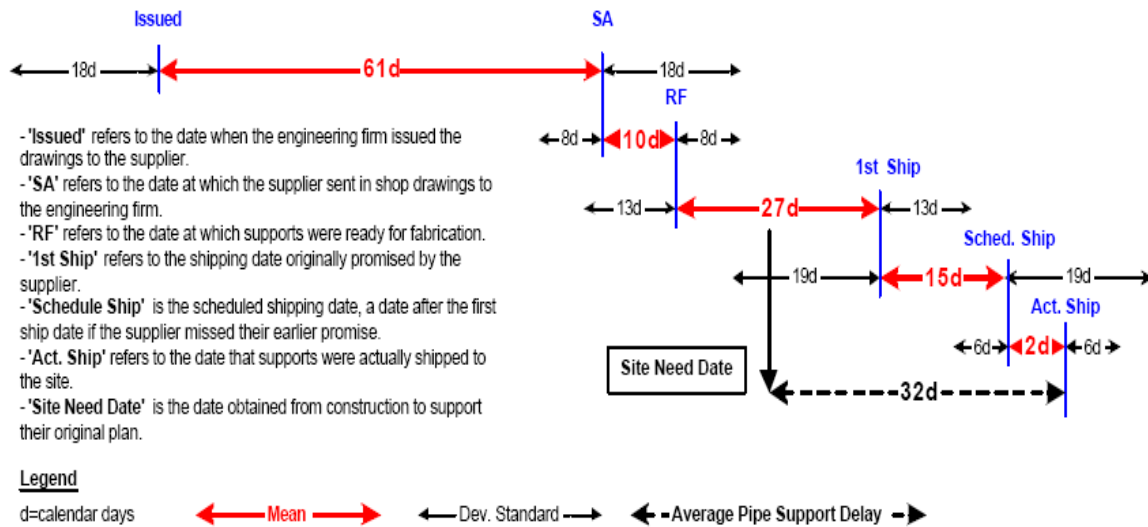 Issued
SA
18d
61d
18d
RF
8d
10d
8d
1st Ship
13d
27d
13d
Sched. Ship
19d
15d
19d
Act. Ship
6d
2d
6d
Site Need Date
32d
- 'Issued' refers to the date when the engineering firm issued the
drawings to the supplier.
- 'SA' refers to the date at which the supplier sent in shop drawings to
the engineering firm.
- 'RF' refers to the date at which supports were ready for fabrication.
- '1st Ship' refers to the shipping date originally promised by the
supplier.
- 'Schedule Ship' is the scheduled shipping date, a date after the first
ship date if the supplier missed their earlier promise.
- 'Act. Ship' refers to the date that supports were actually shipped to
the site.
- 'Site Need Date' is the date obtained from construction to support
their original plan.
Legend
d=calendar days
Mean
Dev. Standard
Average Pipe Support Delay